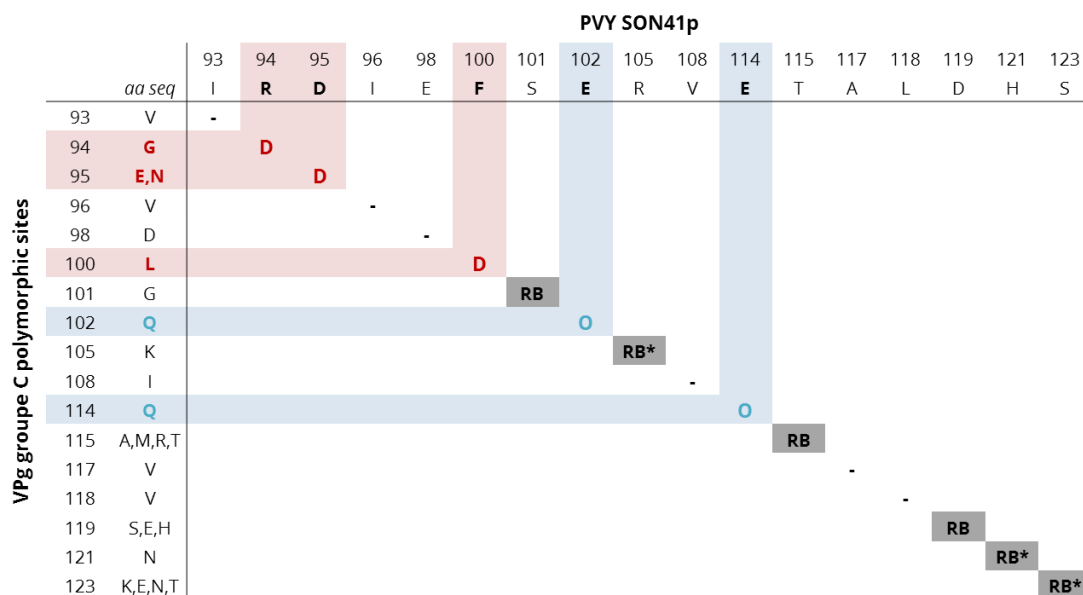 PVY SON41p
93 94 95 96 98 100 101 102 105 108 114 115 117 118 119 121 123
aa seq I R D I E F S E R V E T A L D H S
VPg groupe C polymorphic sites
93 V -
94 G D
95 E,N D
96 V -
98 D -
100 L D
101 G RB
102 Q O
105 K RB*
108 I -
114 Q O
115 A,M,R,T RB
117 V -
118 V -
119 S,E,H RB
121 N RB*
123 K,E,N,T RB*